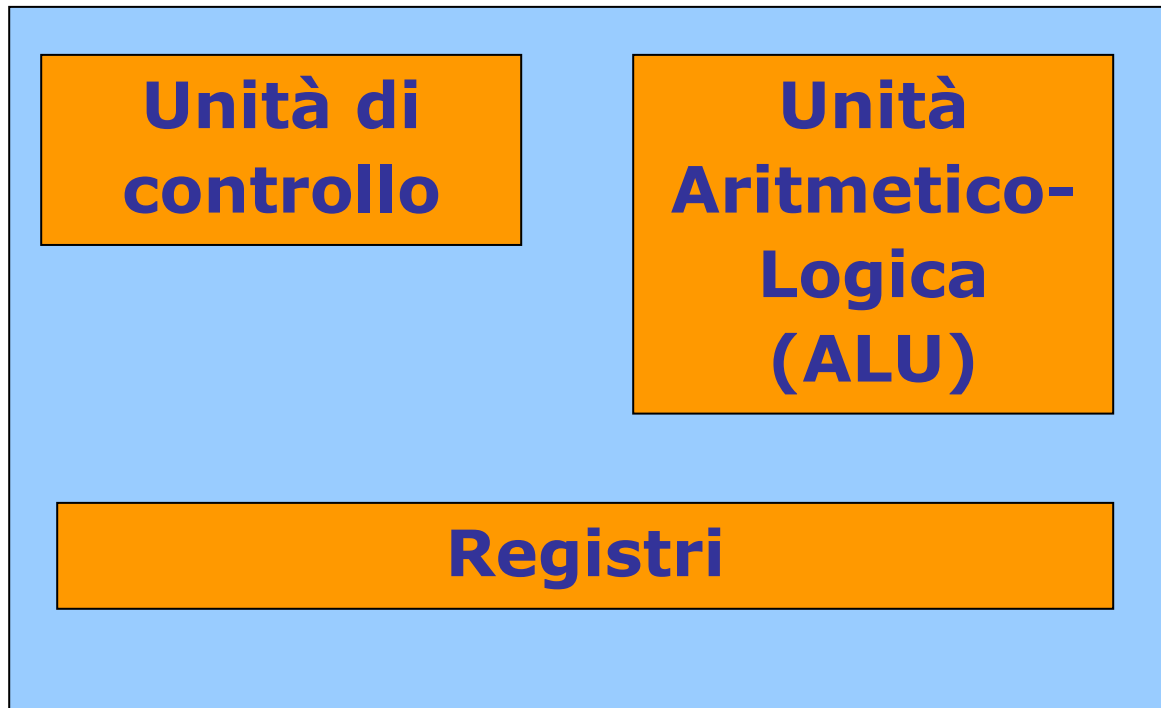 Unità di
controllo
Unità
Aritmetico-
Logica
(ALU)
Registri